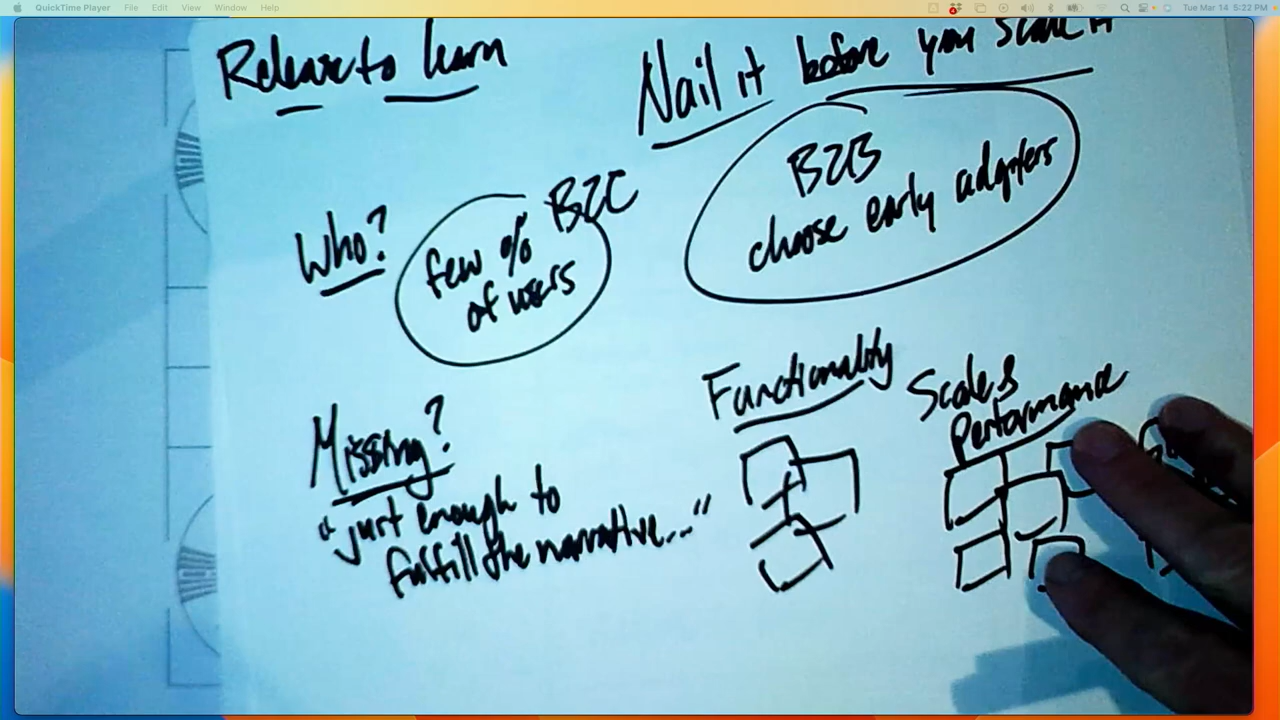 QuickTime Player File Edit View Window Help
Tue Mar 14 5:22 PM
Release to learn
Nail it before you scale it
Who?
few % B2C
of users
B2B
choose early adopters
Missing?
"just enough to
fulfill the narrative..."
Functionality
Scale &
Performance